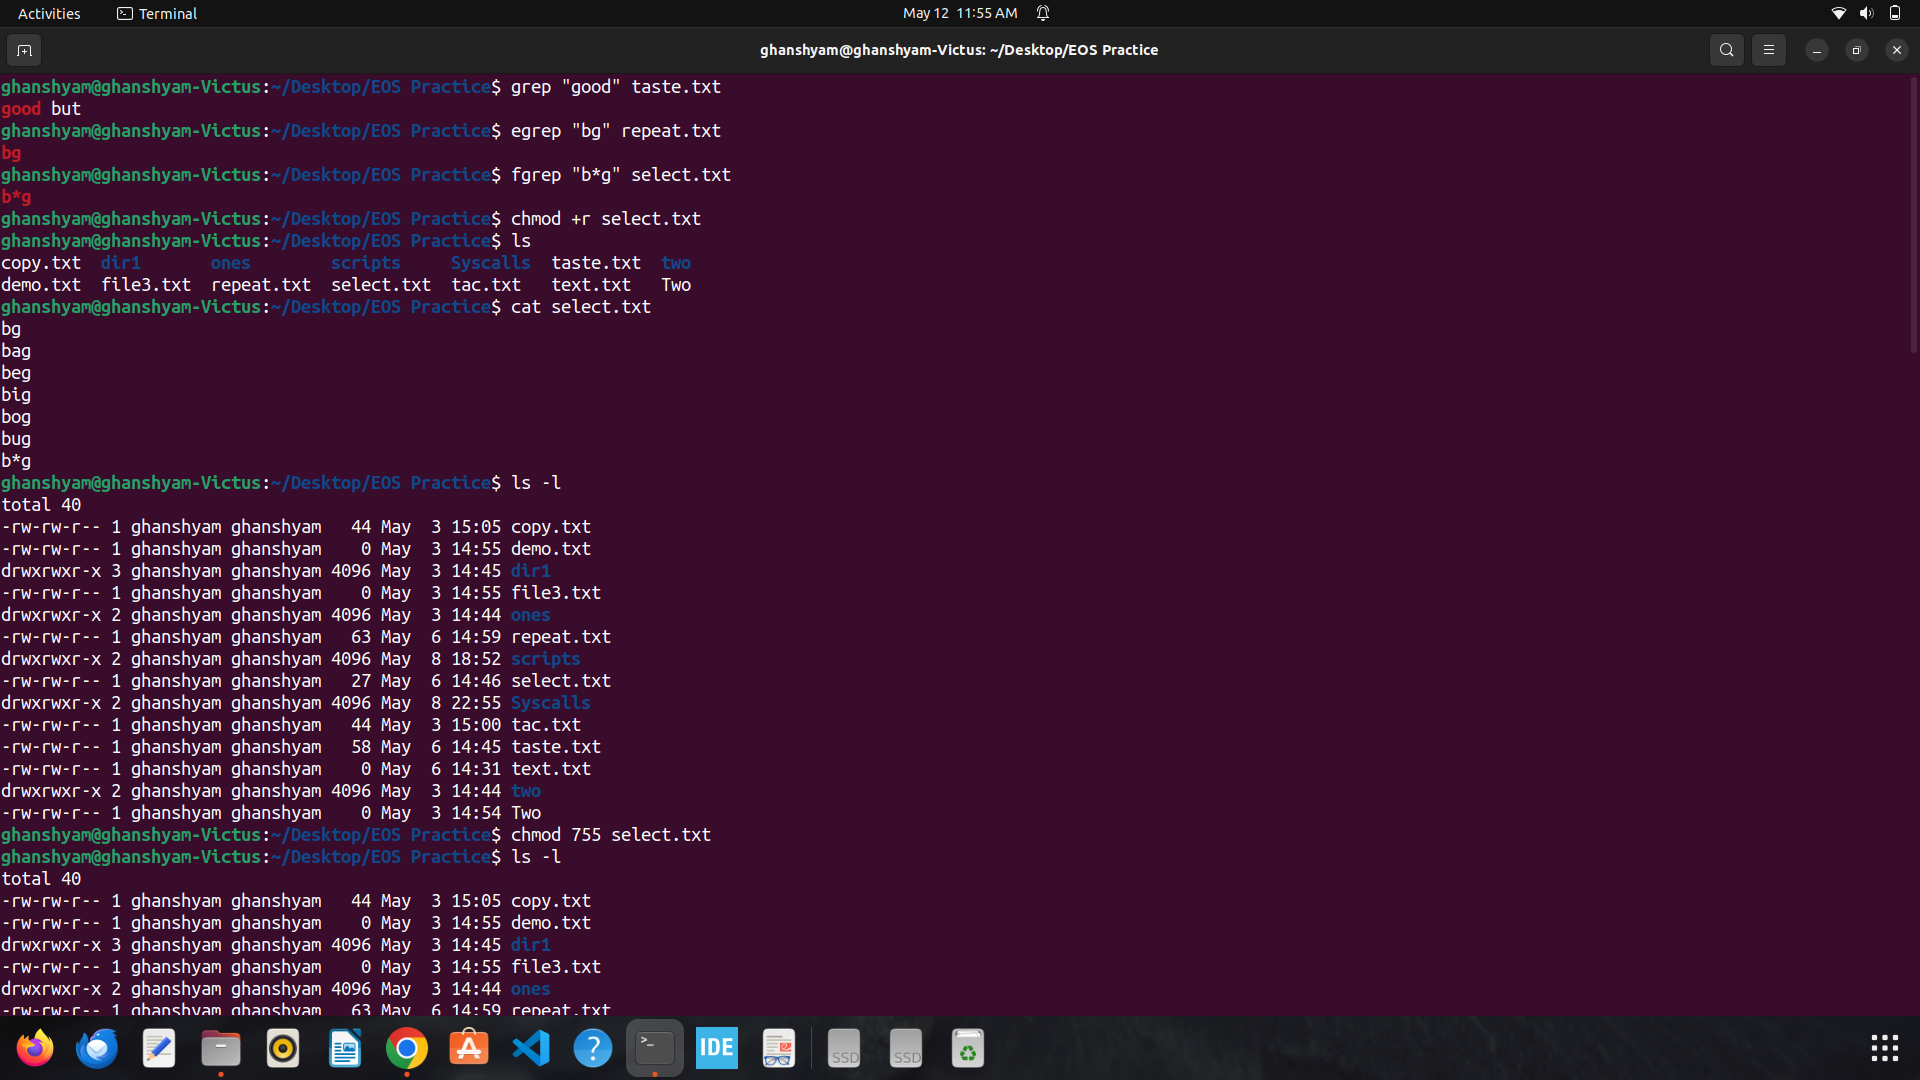 Activities Terminal May 12 11:55 AM
ghanshyam@ghanshyam-Victus: ~/Desktop/EOS Practice
ghanshyam@ghanshyam-Victus:~/Desktop/EOS Practice$ grep "good" taste.txt
good but
ghanshyam@ghanshyam-Victus:~/Desktop/EOS Practice$ egrep "bg" repeat.txt
bg
ghanshyam@ghanshyam-Victus:~/Desktop/EOS Practice$ fgrep "b*g" select.txt
b*g
ghanshyam@ghanshyam-Victus:~/Desktop/EOS Practice$ chmod +r select.txt
ghanshyam@ghanshyam-Victus:~/Desktop/EOS Practice$ ls
copy.txt  dir1       ones        scripts     Syscalls  taste.txt  two
demo.txt  file3.txt  repeat.txt  select.txt  tac.txt   text.txt   Two
ghanshyam@ghanshyam-Victus:~/Desktop/EOS Practice$ cat select.txt
bg
bag
beg
big
bog
bug
b*g
ghanshyam@ghanshyam-Victus:~/Desktop/EOS Practice$ ls -l
total 40
-rw-rw-r-- 1 ghanshyam ghanshyam   44 May  3 15:05 copy.txt
-rw-rw-r-- 1 ghanshyam ghanshyam    0 May  3 14:55 demo.txt
drwxrwxr-x 3 ghanshyam ghanshyam 4096 May  3 14:45 dir1
-rw-rw-r-- 1 ghanshyam ghanshyam    0 May  3 14:55 file3.txt
drwxrwxr-x 2 ghanshyam ghanshyam 4096 May  3 14:44 ones
-rw-rw-r-- 1 ghanshyam ghanshyam   63 May  6 14:59 repeat.txt
drwxrwxr-x 2 ghanshyam ghanshyam 4096 May  8 18:52 scripts
-rw-rw-r-- 1 ghanshyam ghanshyam   27 May  6 14:46 select.txt
drwxrwxr-x 2 ghanshyam ghanshyam 4096 May  8 22:55 Syscalls
-rw-rw-r-- 1 ghanshyam ghanshyam   44 May  3 15:00 tac.txt
-rw-rw-r-- 1 ghanshyam ghanshyam   58 May  6 14:45 taste.txt
-rw-rw-r-- 1 ghanshyam ghanshyam    0 May  6 14:31 text.txt
drwxrwxr-x 2 ghanshyam ghanshyam 4096 May  3 14:44 two
-rw-rw-r-- 1 ghanshyam ghanshyam    0 May  3 14:54 Two
ghanshyam@ghanshyam-Victus:~/Desktop/EOS Practice$ chmod 755 select.txt
ghanshyam@ghanshyam-Victus:~/Desktop/EOS Practice$ ls -l
total 40
-rw-rw-r-- 1 ghanshyam ghanshyam   44 May  3 15:05 copy.txt
-rw-rw-r-- 1 ghanshyam ghanshyam    0 May  3 14:55 demo.txt
drwxrwxr-x 3 ghanshyam ghanshyam 4096 May  3 14:45 dir1
-rw-rw-r-- 1 ghanshyam ghanshyam    0 May  3 14:55 file3.txt
drwxrwxr-x 2 ghanshyam ghanshyam 4096 May  3 14:44 ones
-rw-rw-r-- 1 ghanshyam ghanshyam   63 May  6 14:59 repeat.txt
IDE SSD SSD